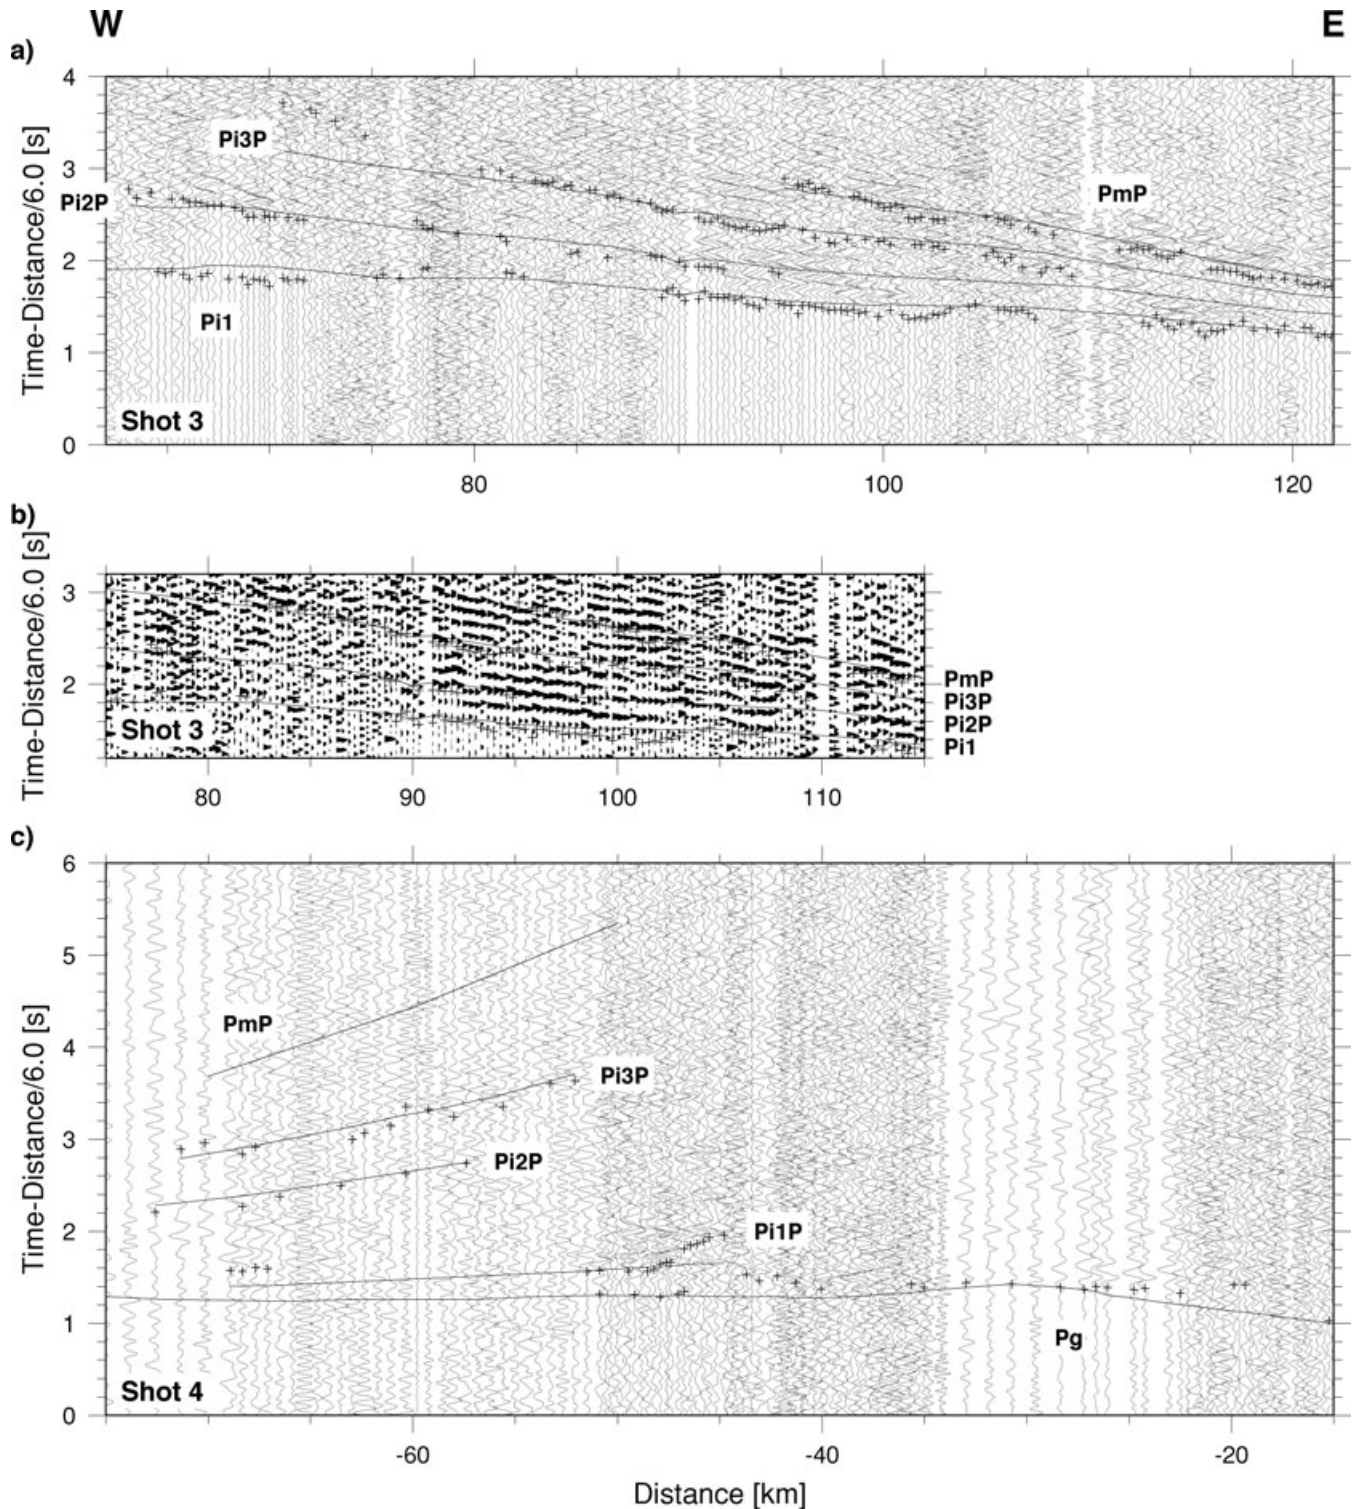 W E
a)
Time-Distance/6.0 [s]
4
3
2
1
0
Pi3P
Pi2P
PmP
Pi1
Shot 3
80 100 120
b)
Time-Distance/6.0 [s]
3
2
Shot 3
PmP
Pi3P
Pi2P
Pi1
80 90 100 110
c)
Time-Distance/6.0 [s]
6
5
4
3
2
1
0
PmP
Pi3P
Pi2P
Pi1P
Pg
Shot 4
-60 -40 -20
Distance [km]